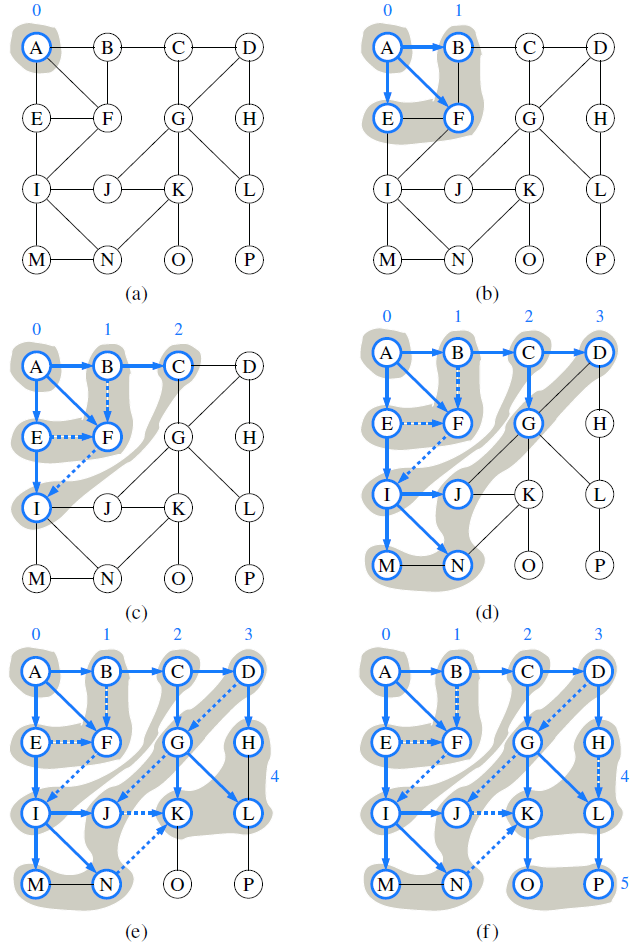 0 0 1
A B C D A B C D
E F G H E F G H
I J K L I J K L
M N O P M N O P
(a) (b)
0 1 2 0 1 2 3
A B C D A B C D
E F G H E F G H
I J K L I J K L
M N O P M N O P
(c) (d)
0 1 2 3 0 1 2 3
A B C D A B C D
E F G H E F G H
4 4
I J K L I J K L
M N O P M N O P 5
(e) (f)